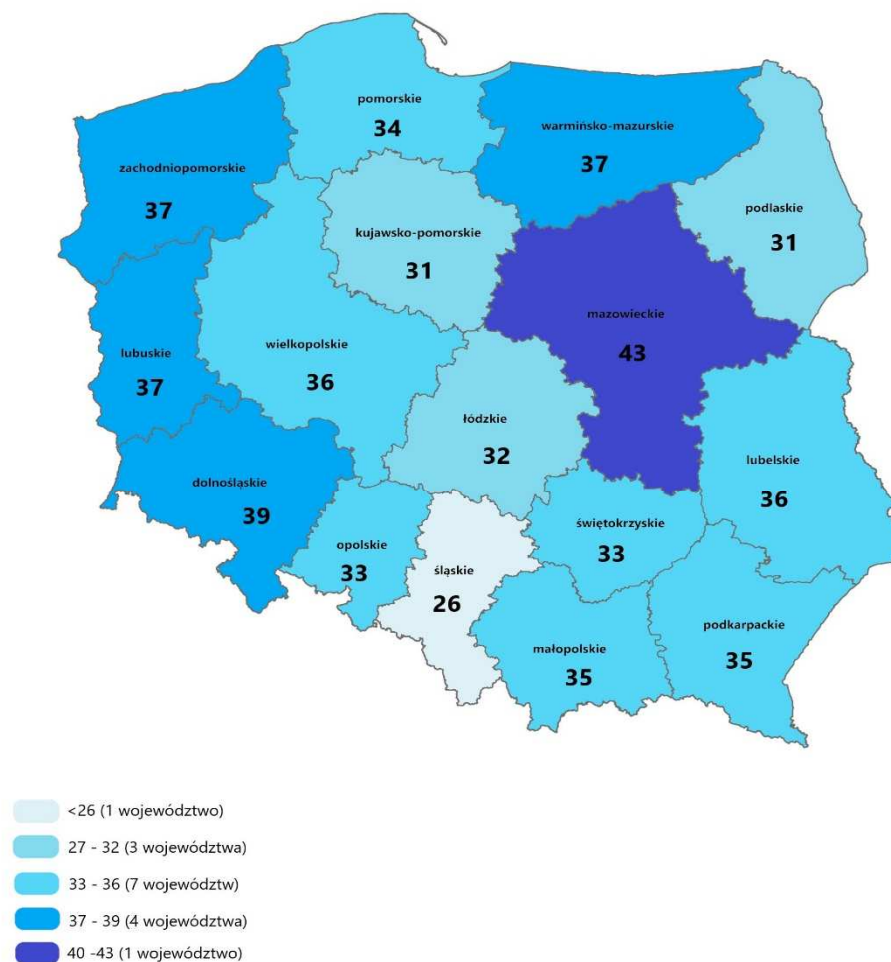 pomorskie
34
warmińsko-mazurskie
37
zachodniopomorskie
37
podlaskie
31
kujawsko-pomorskie
31
mazowieckie
43
lubuskie
37
wielkopolskie
36
łódzkie
32
lubelskie
36
dolnośląskie
39
opolskie
33
śląskie
26
świętokrzyskie
33
małopolskie
35
podkarpackie
35
<26 (1 województwo)
27 - 32 (3 województwa)
33 - 36 (7 województw)
37 - 39 (4 województwa)
40 -43 (1 województwo)